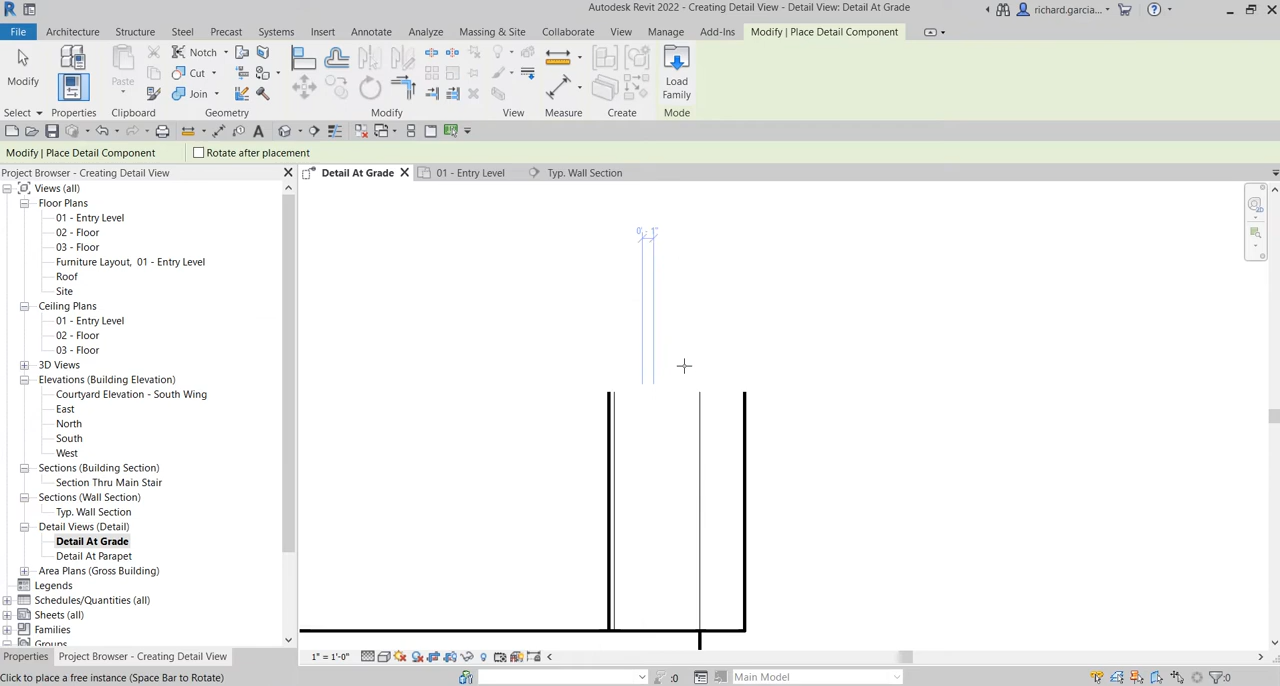 Autodesk Revit 2022 - Creating Detail View - Detail View: Detail At Grade
richard.garcia...
File Architecture Structure Steel Precast Systems Insert Annotate Analyze Massing & Site Collaborate View Manage Add-Ins Modify | Place Detail Component
Modify
Paste
Notch
Cut
Join
Load
Family
Select Properties Clipboard Geometry Modify View Measure Create Mode
Modify | Place Detail Component Rotate after placement
Project Browser - Creating Detail View
Detail At Grade 01 - Entry Level Typ. Wall Section
Views (all)
Floor Plans
01 - Entry Level
02 - Floor
03 - Floor
Furniture Layout, 01 - Entry Level
Roof
Site
Ceiling Plans
01 - Entry Level
02 - Floor
03 - Floor
3D Views
Elevations (Building Elevation)
Courtyard Elevation - South Wing
East
North
South
West
Sections (Building Section)
Section Thru Main Stair
Sections (Wall Section)
Typ. Wall Section
Detail Views (Detail)
Detail At Grade
Detail At Parapet
Area Plans (Gross Building)
Legends
Schedules/Quantities (all)
Sheets (all)
Families
Groups
0' - 1"
Properties Project Browser - Creating Detail View
1" = 1'-0"
Click to place a free instance (Space Bar to Rotate)
:0
Main Model
:0